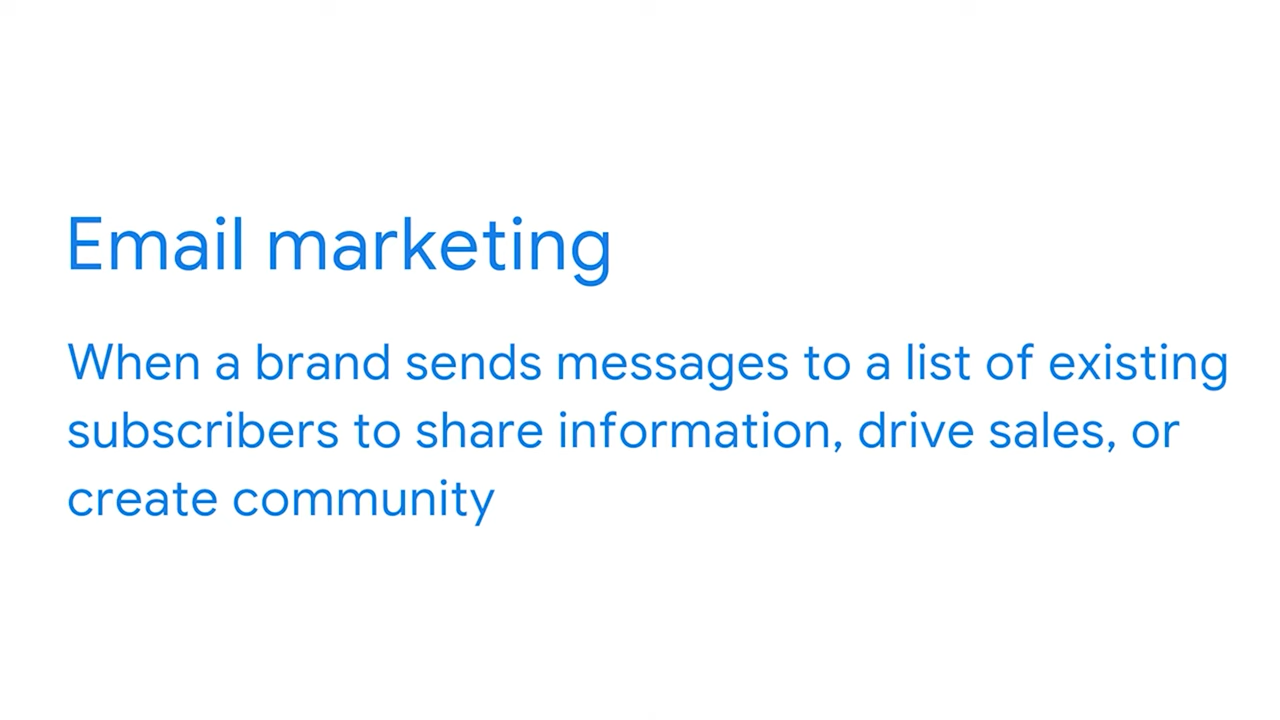 Email marketing
When a brand sends messages to a list of existing
subscribers to share information, drive sales, or
create community